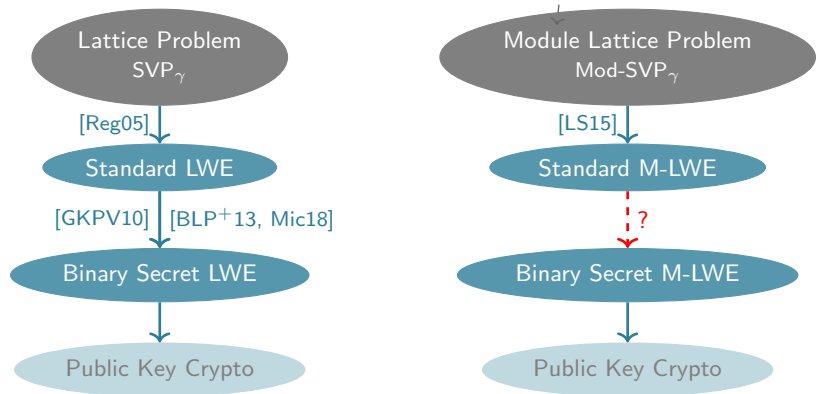 Lattice Problem
SVPγ
[Reg05]
Standard LWE
[GKPV10] [BLP+13, Mic18]
Binary Secret LWE
Public Key Crypto
Module Lattice Problem
Mod-SVPγ
[LS15]
Standard M-LWE
?
Binary Secret M-LWE
Public Key Crypto